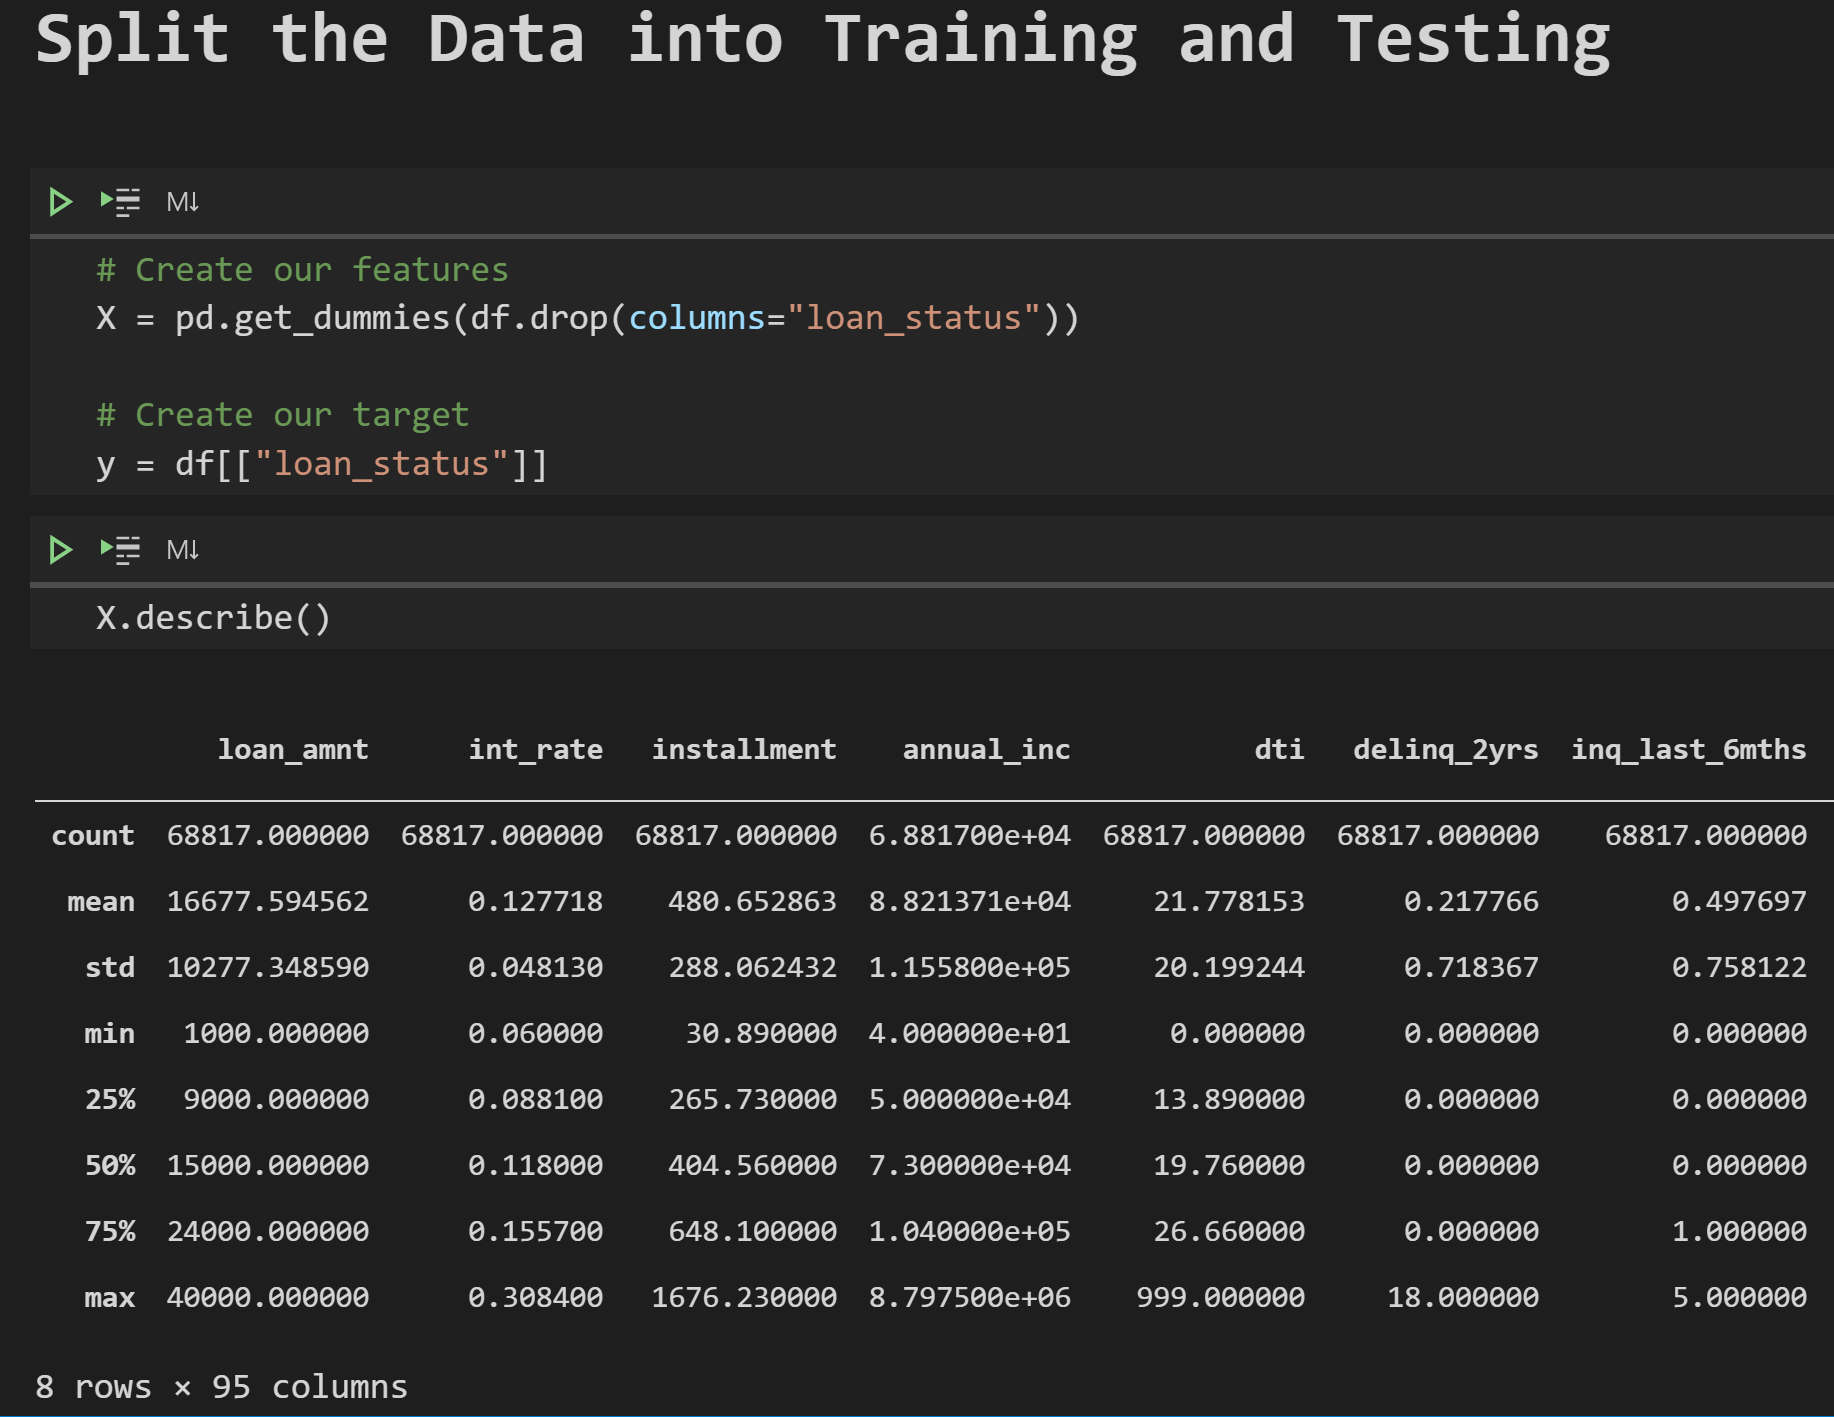 Split the Data into Training and Testing
M↓
# Create our features
X = pd.get_dummies(df.drop(columns="loan_status"))
# Create our target
y = df[["loan_status"]]
M↓
X.describe()
loan_amnt int_rate installment annual_inc dti delinq_2yrs inq_last_6mths
count 68817.000000 68817.000000 68817.000000 6.881700e+04 68817.000000 68817.000000 68817.000000
mean 16677.594562 0.127718 480.652863 8.821371e+04 21.778153 0.217766 0.497697
std 10277.348590 0.048130 288.062432 1.155800e+05 20.199244 0.718367 0.758122
min 1000.000000 0.060000 30.890000 4.000000e+01 0.000000 0.000000 0.000000
25% 9000.000000 0.088100 265.730000 5.000000e+04 13.890000 0.000000 0.000000
50% 15000.000000 0.118000 404.560000 7.300000e+04 19.760000 0.000000 0.000000
75% 24000.000000 0.155700 648.100000 1.040000e+05 26.660000 0.000000 1.000000
max 40000.000000 0.308400 1676.230000 8.797500e+06 999.000000 18.000000 5.000000
8 rows × 95 columns